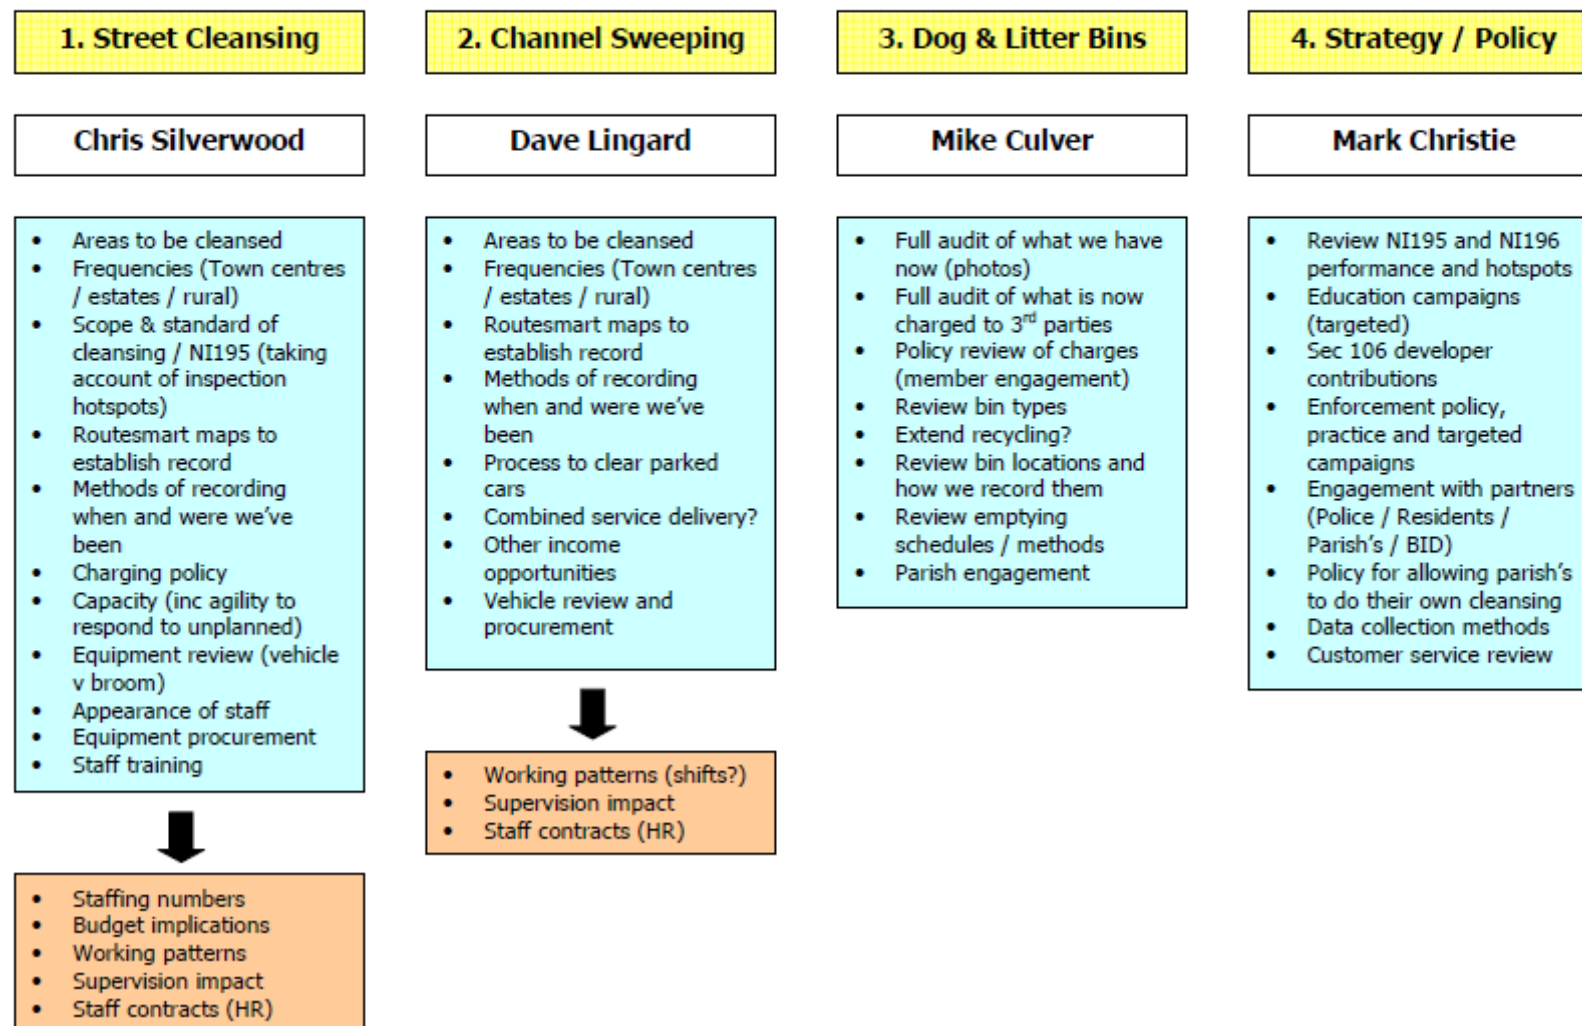 1. Street Cleansing
Chris Silverwood
• Areas to be cleansed
• Frequencies (Town centres
/ estates / rural)
• Scope & standard of
cleansing / NI195 (taking
account of inspection
hotspots)
• Routesmart maps to
establish record
• Methods of recording
when and were we've
been
• Charging policy
• Capacity (inc agility to
respond to unplanned)
• Equipment review (vehicle
v broom)
• Appearance of staff
• Equipment procurement
• Staff training
• Staffing numbers
• Budget implications
• Working patterns
• Supervision impact
• Staff contracts (HR)
2. Channel Sweeping
Dave Lingard
• Areas to be cleansed
• Frequencies (Town centres
/ estates / rural)
• Routesmart maps to
establish record
• Methods of recording
when and were we've
been
• Process to clear parked
cars
• Combined service delivery?
• Other income
opportunities
• Vehicle review and
procurement
• Working patterns (shifts?)
• Supervision impact
• Staff contracts (HR)
3. Dog & Litter Bins
Mike Culver
• Full audit of what we have
now (photos)
• Full audit of what is now
charged to 3rd parties
• Policy review of charges
(member engagement)
• Review bin types
• Extend recycling?
• Review bin locations and
how we record them
• Review emptying
schedules / methods
• Parish engagement
4. Strategy / Policy
Mark Christie
• Review NI195 and NI196
performance and hotspots
• Education campaigns
(targeted)
• Sec 106 developer
contributions
• Enforcement policy,
practice and targeted
campaigns
• Engagement with partners
(Police / Residents /
Parish's / BID)
• Policy for allowing parish's
to do their own cleansing
• Data collection methods
• Customer service review